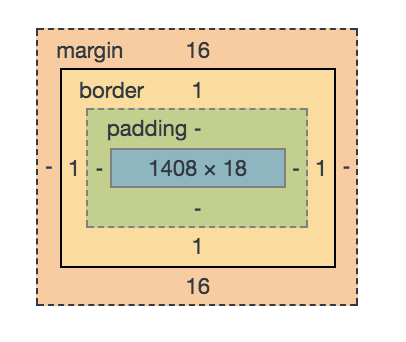 margin 16
border 1
padding -
- 1 - 1408 × 18 - 1 -
-
1
16